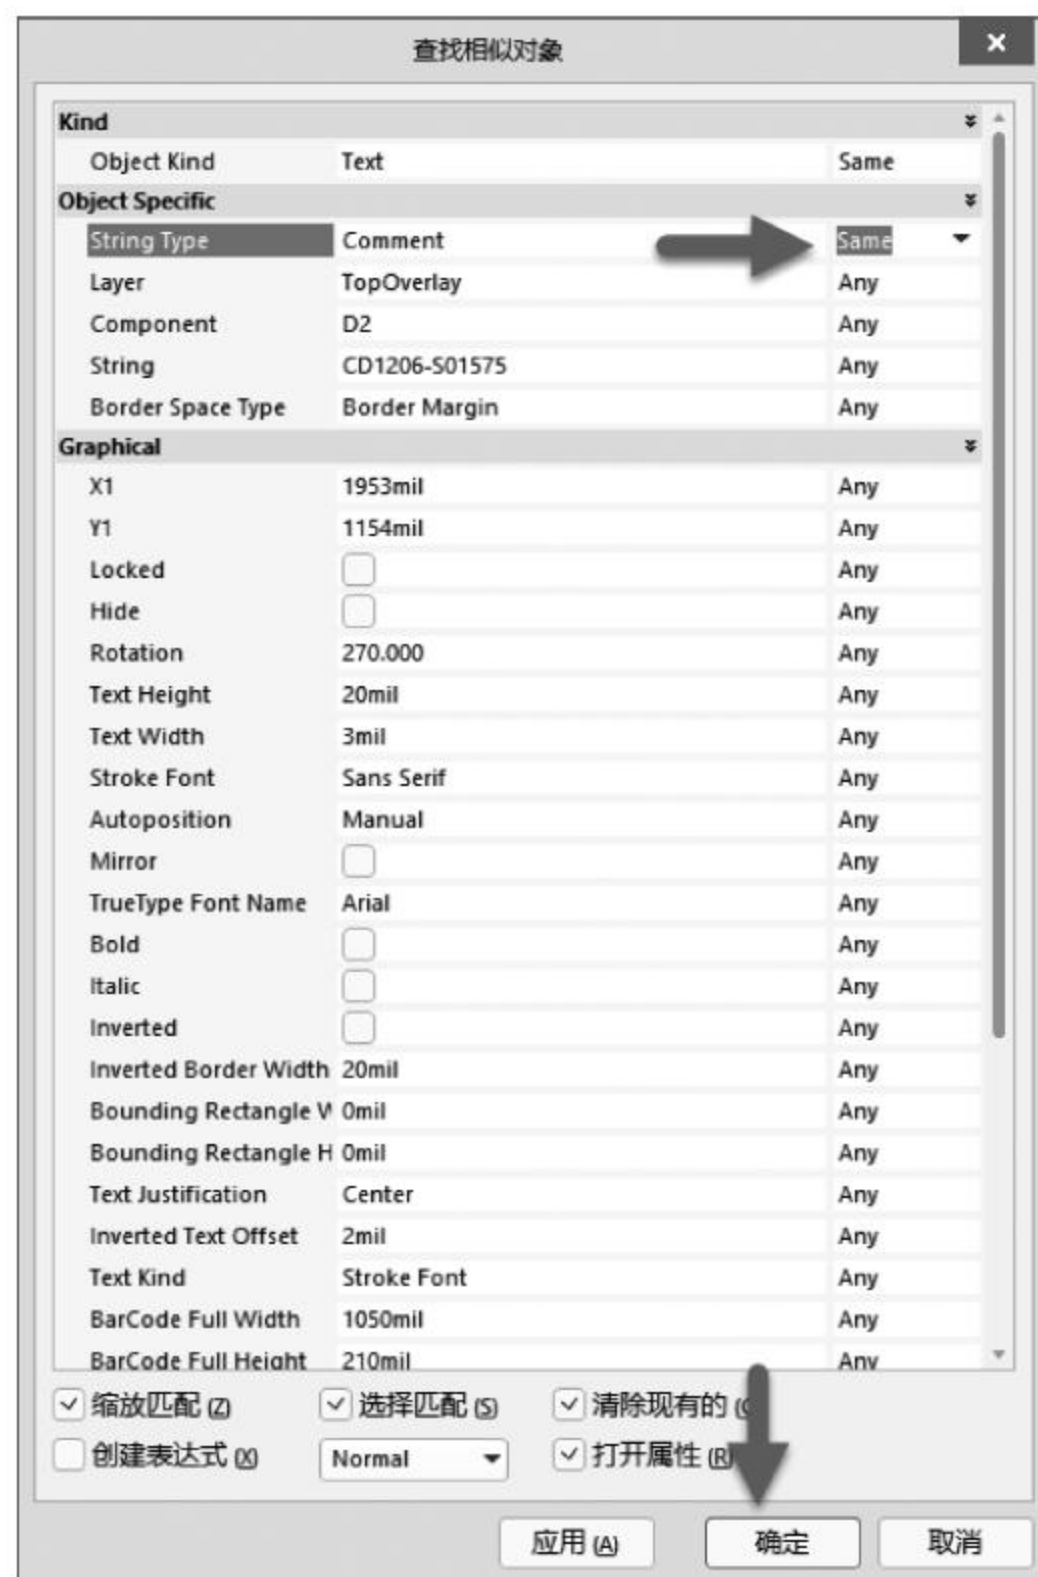 查找相似对象
Kind
Object Kind Text Same
Object Specific
String Type Comment Same
Layer TopOverlay Any
Component D2 Any
String CD1206-S01575 Any
Border Space Type Border Margin Any
Graphical
X1 1953mil Any
Y1 1154mil Any
Locked Any
Hide Any
Rotation 270.000 Any
Text Height 20mil Any
Text Width 3mil Any
Stroke Font Sans Serif Any
Autoposition Manual Any
Mirror Any
TrueType Font Name Arial Any
Bold Any
Italic Any
Inverted Any
Inverted Border Width 20mil Any
Bounding Rectangle W 0mil Any
Bounding Rectangle H 0mil Any
Text Justification Center Any
Inverted Text Offset 2mil Any
Text Kind Stroke Font Any
BarCode Full Width 1050mil Any
BarCode Full Height 210mil Any
缩放匹配 (Z) 选择匹配 (S) 清除现有的
创建表达式 (X) Normal 打开属性 (R)
应用 (A) 确定 取消